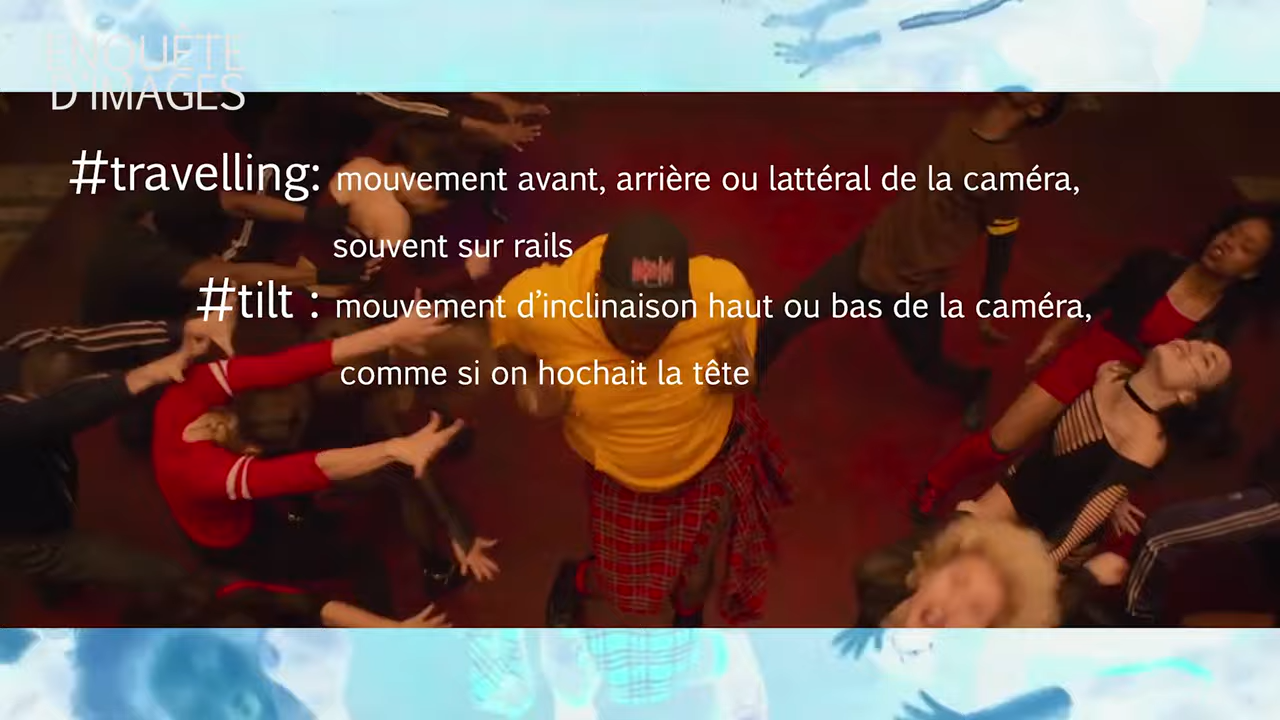 ENQUÊTE
D'IMAGES
#travelling: mouvement avant, arrière ou lattéral de la caméra,
souvent sur rails
#tilt : mouvement d’inclinaison haut ou bas de la caméra,
comme si on hochait la tête